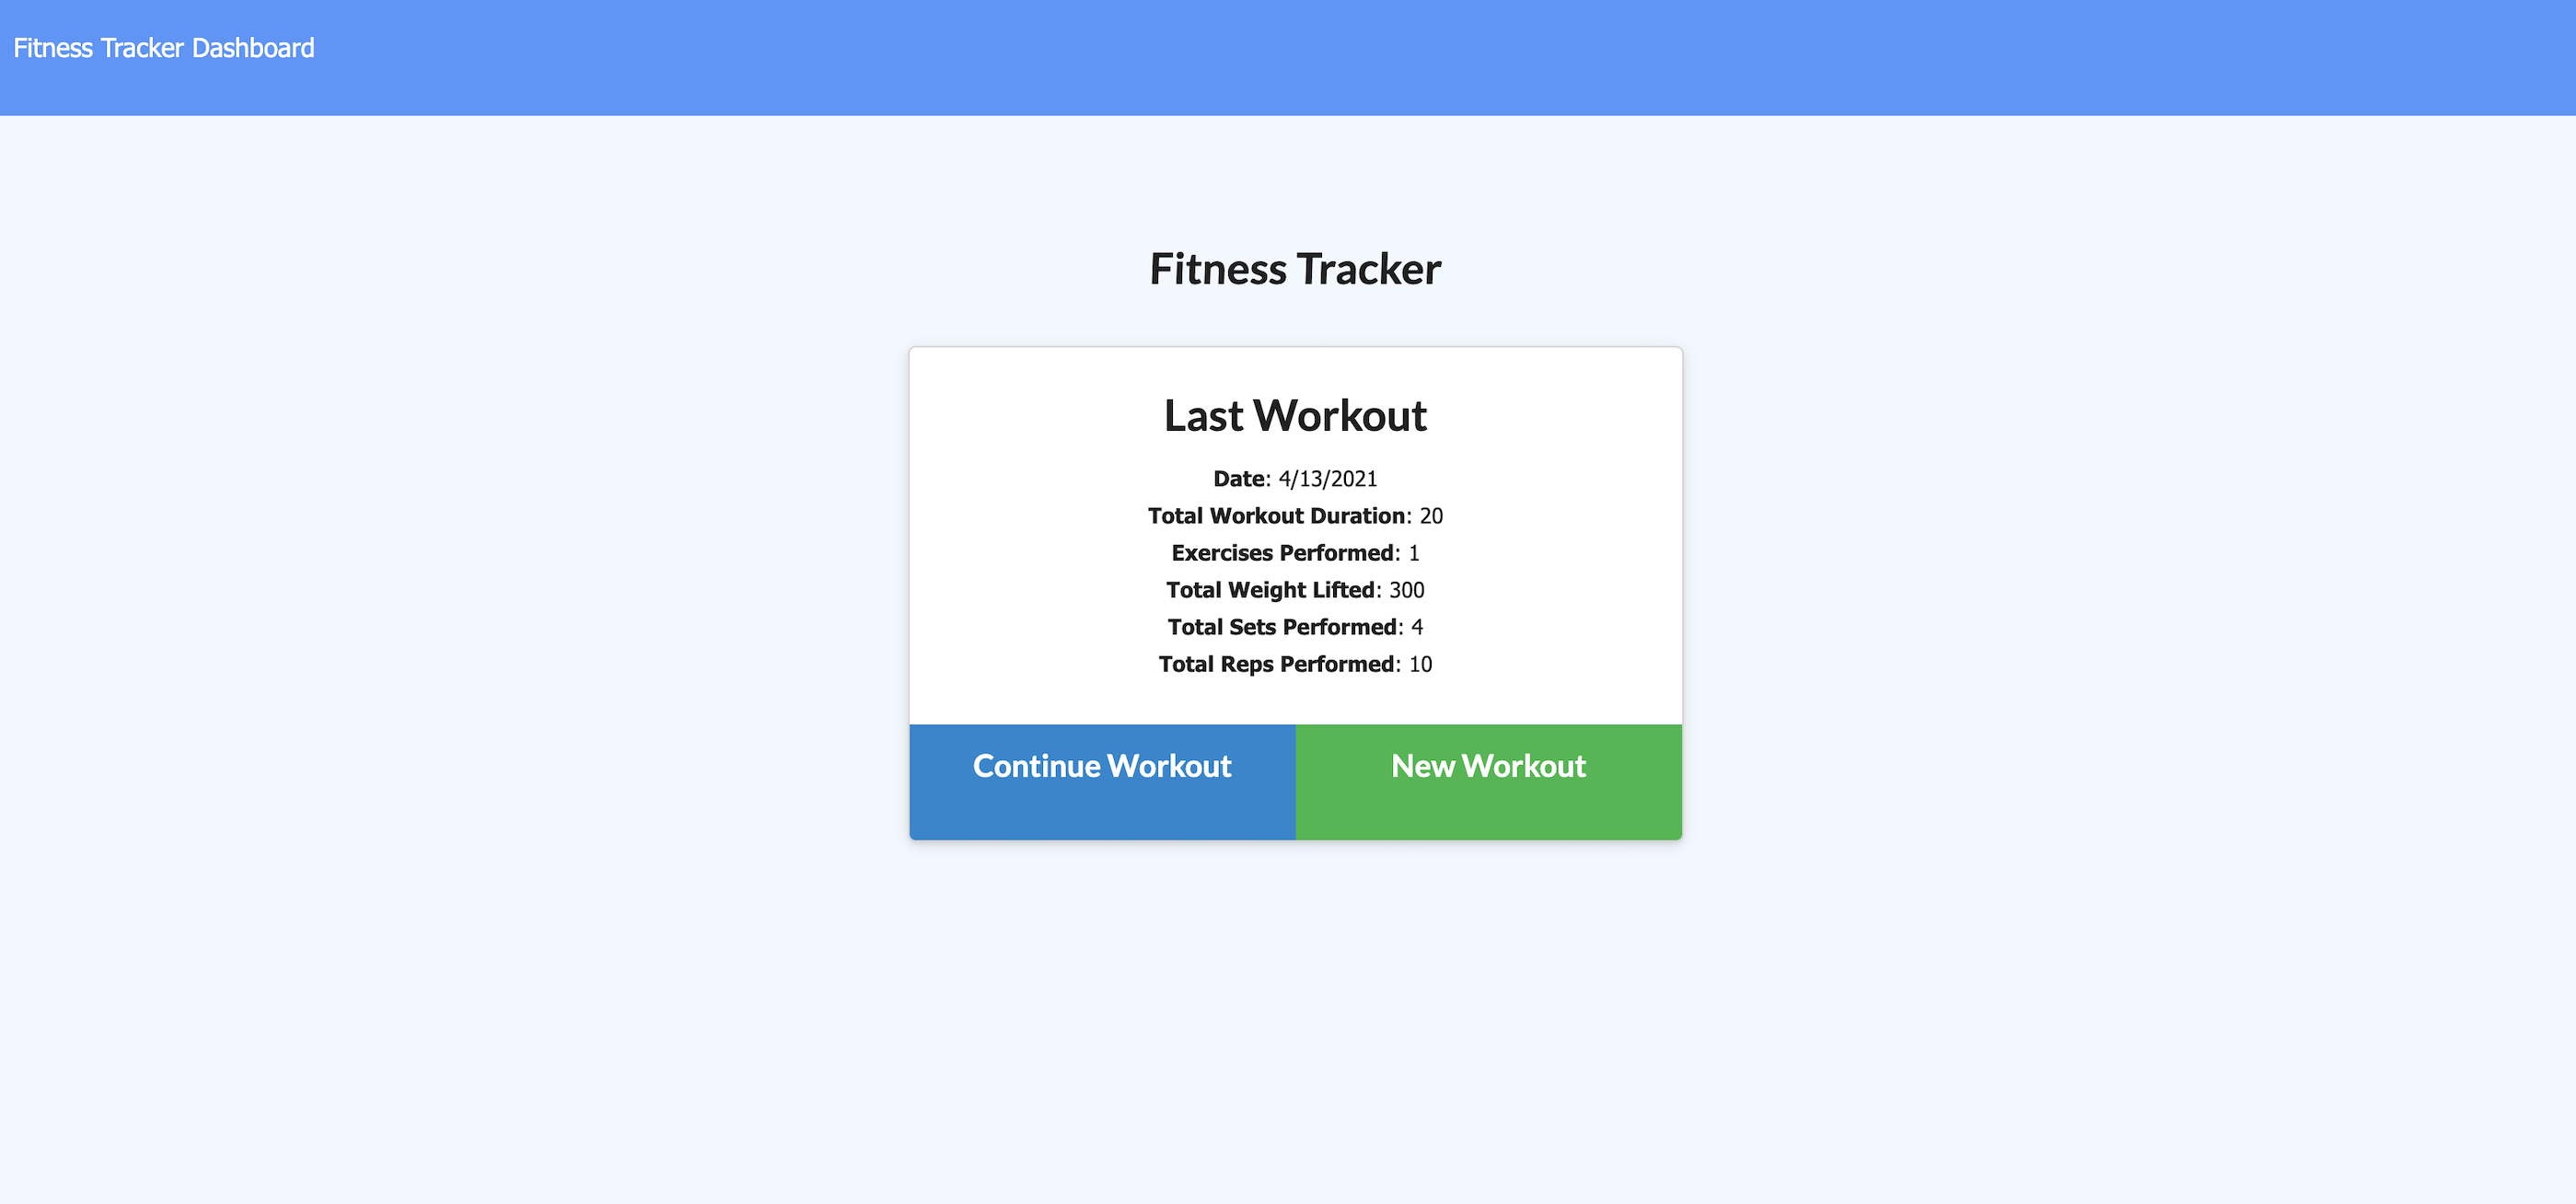 Fitness Tracker Dashboard
Fitness Tracker
Last Workout
Date: 4/13/2021
Total Workout Duration: 20
Exercises Performed: 1
Total Weight Lifted: 300
Total Sets Performed: 4
Total Reps Performed: 10
Continue Workout
New Workout